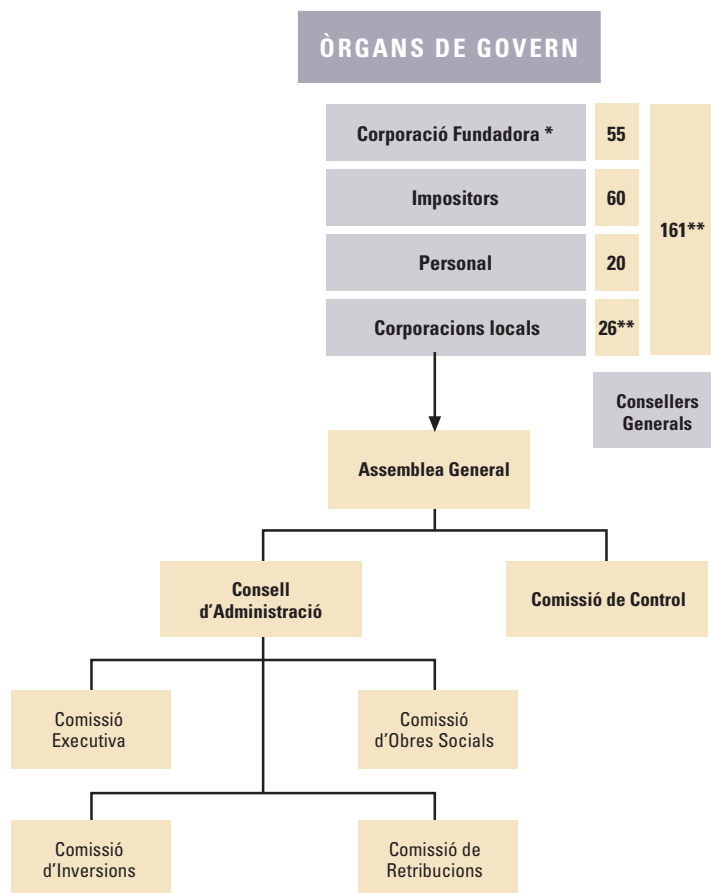 ÒRGANS DE GOVERN
Corporació Fundadora * 55
Impositors 60
161**
Personal 20
Corporacions locals 26**
Consellers
Generals
Assemblea General
Consell
d'Administració
Comissió de Control
Comissió
Executiva
Comissió
d'Obres Socials
Comissió
d'Inversions
Comissió de
Retribucions